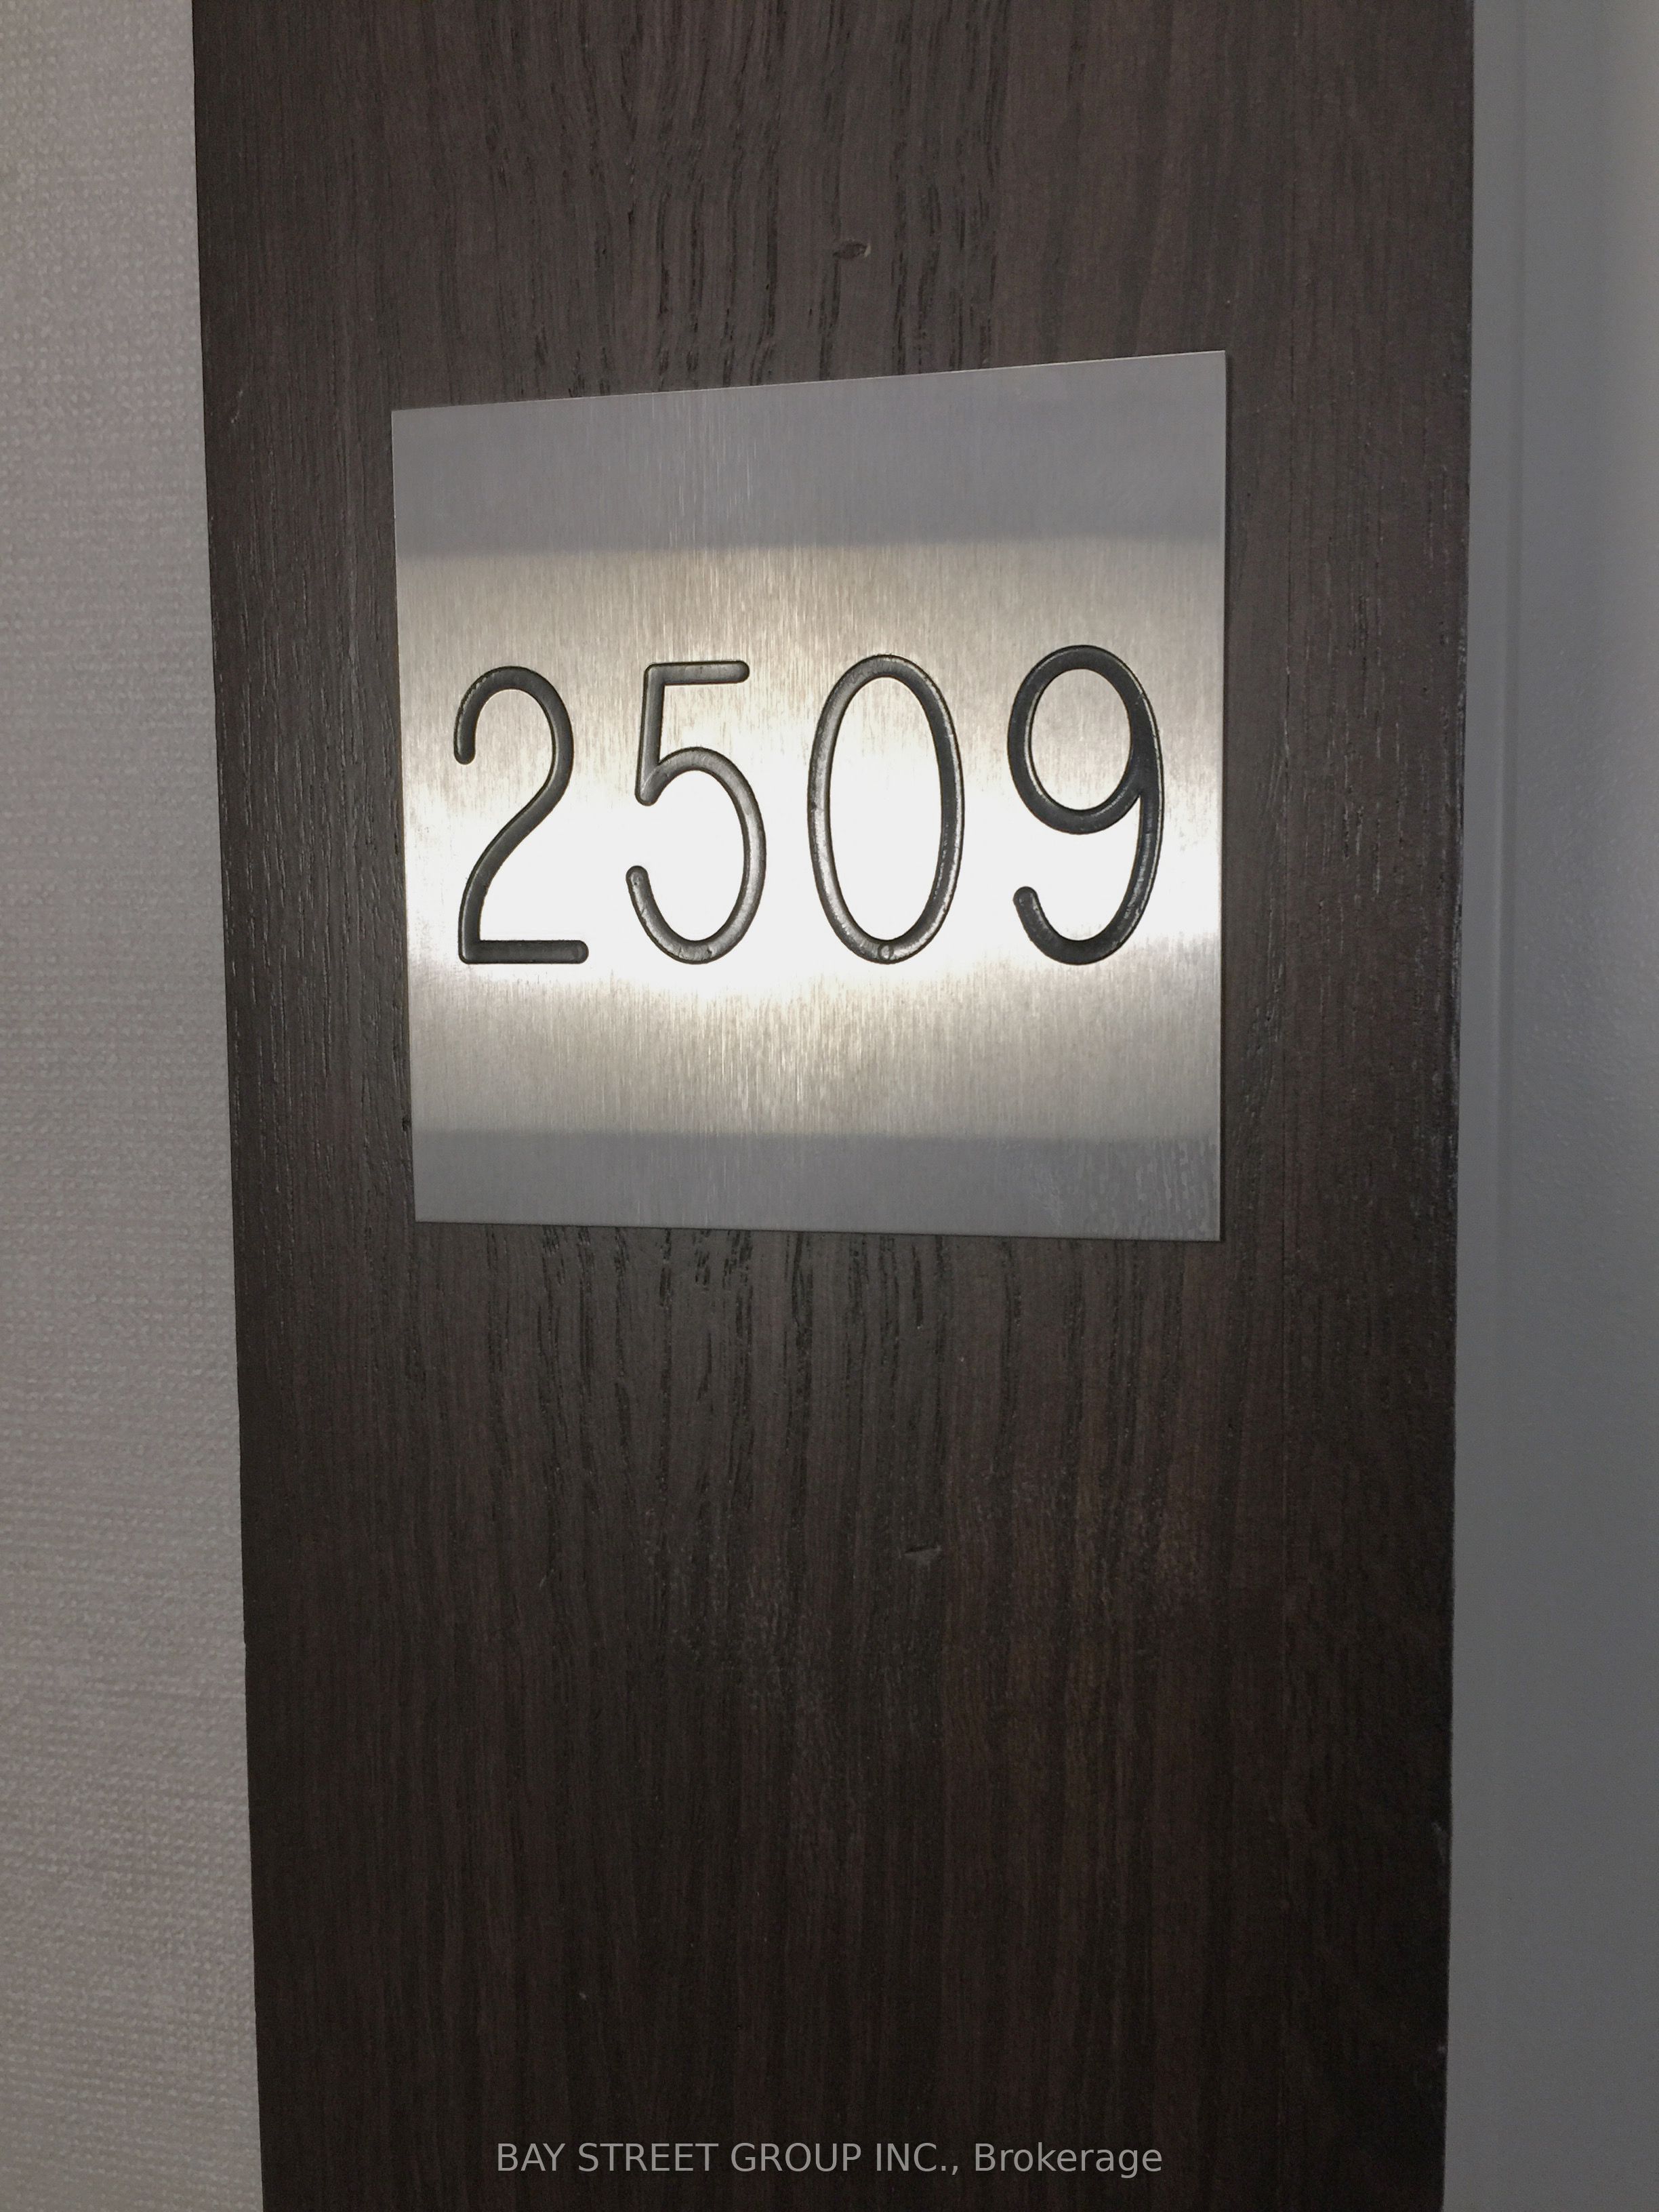 2509
BAY STREET GROUP INC., Brokerage